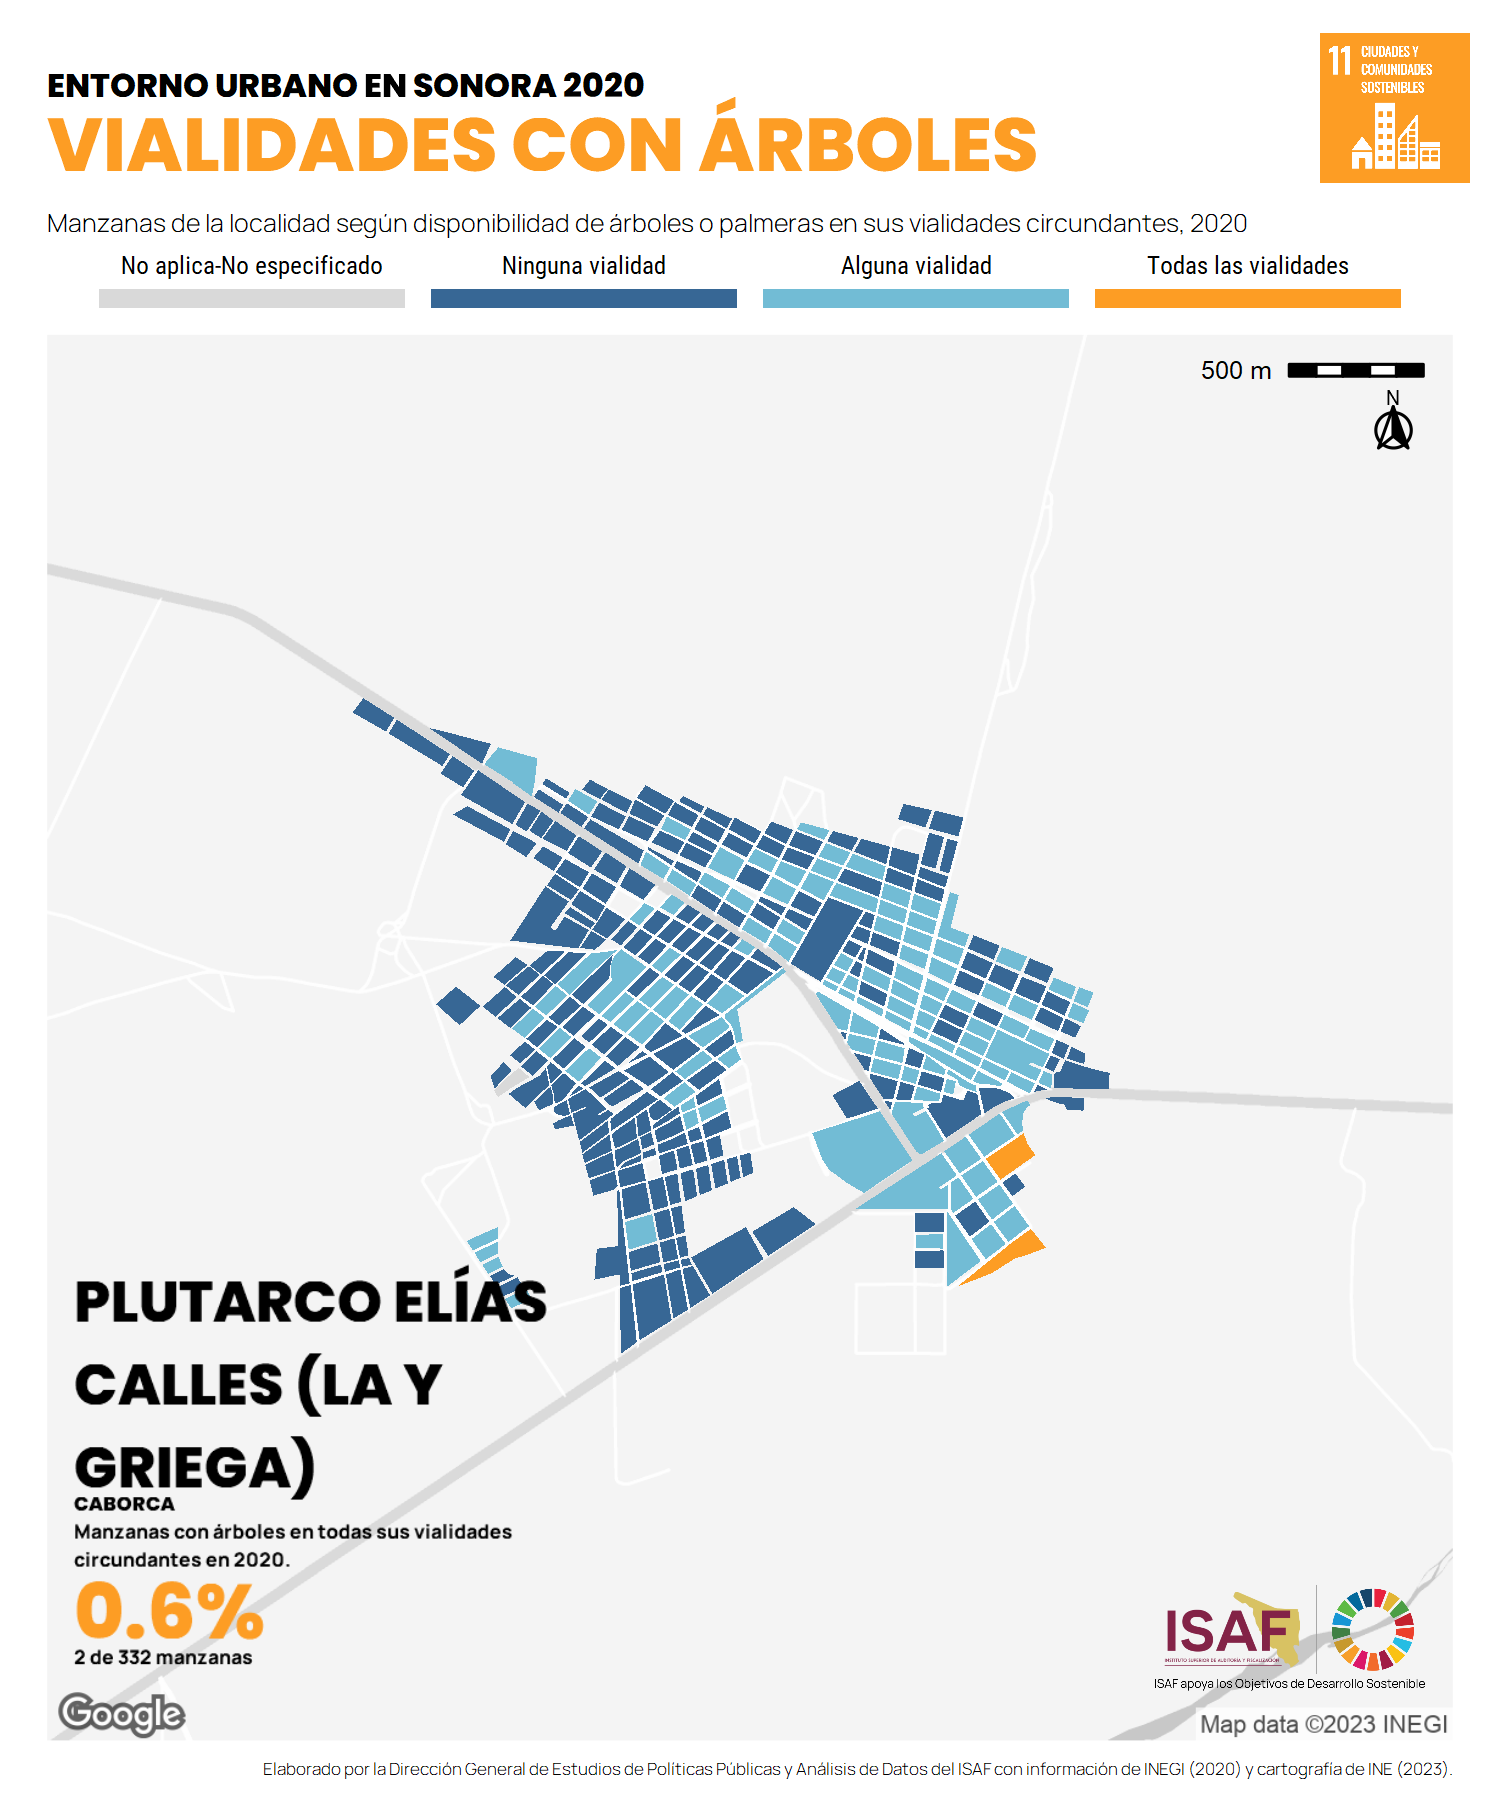 ENTORNO URBANO EN SONORA 2020
VIALIDADES CON ÁRBOLES
11 CIUDADES Y
COMUNIDADES
SOSTENIBLES
Manzanas de la localidad según disponibilidad de árboles o palmeras en sus vialidades circundantes, 2020
No aplica-No especificado Ninguna vialidad Alguna vialidad Todas las vialidades
500 m
N
PLUTARCO ELÍAS
CALLES (LA Y
GRIEGA)
CABORCA
Manzanas con árboles en todas sus vialidades
circundantes en 2020.
0.6%
2 de 332 manzanas
ISAF
INSTITUTO SUPERIOR DE AUDITORÍA Y FISCALIZACIÓN
ISAF apoya los Objetivos de Desarrollo Sostenible
Google
Map data ©2023 INEGI
Elaborado por la Dirección General de Estudios de Políticas Públicas y Análisis de Datos del ISAF con información de INEGI (2020) y cartografía de INE (2023).